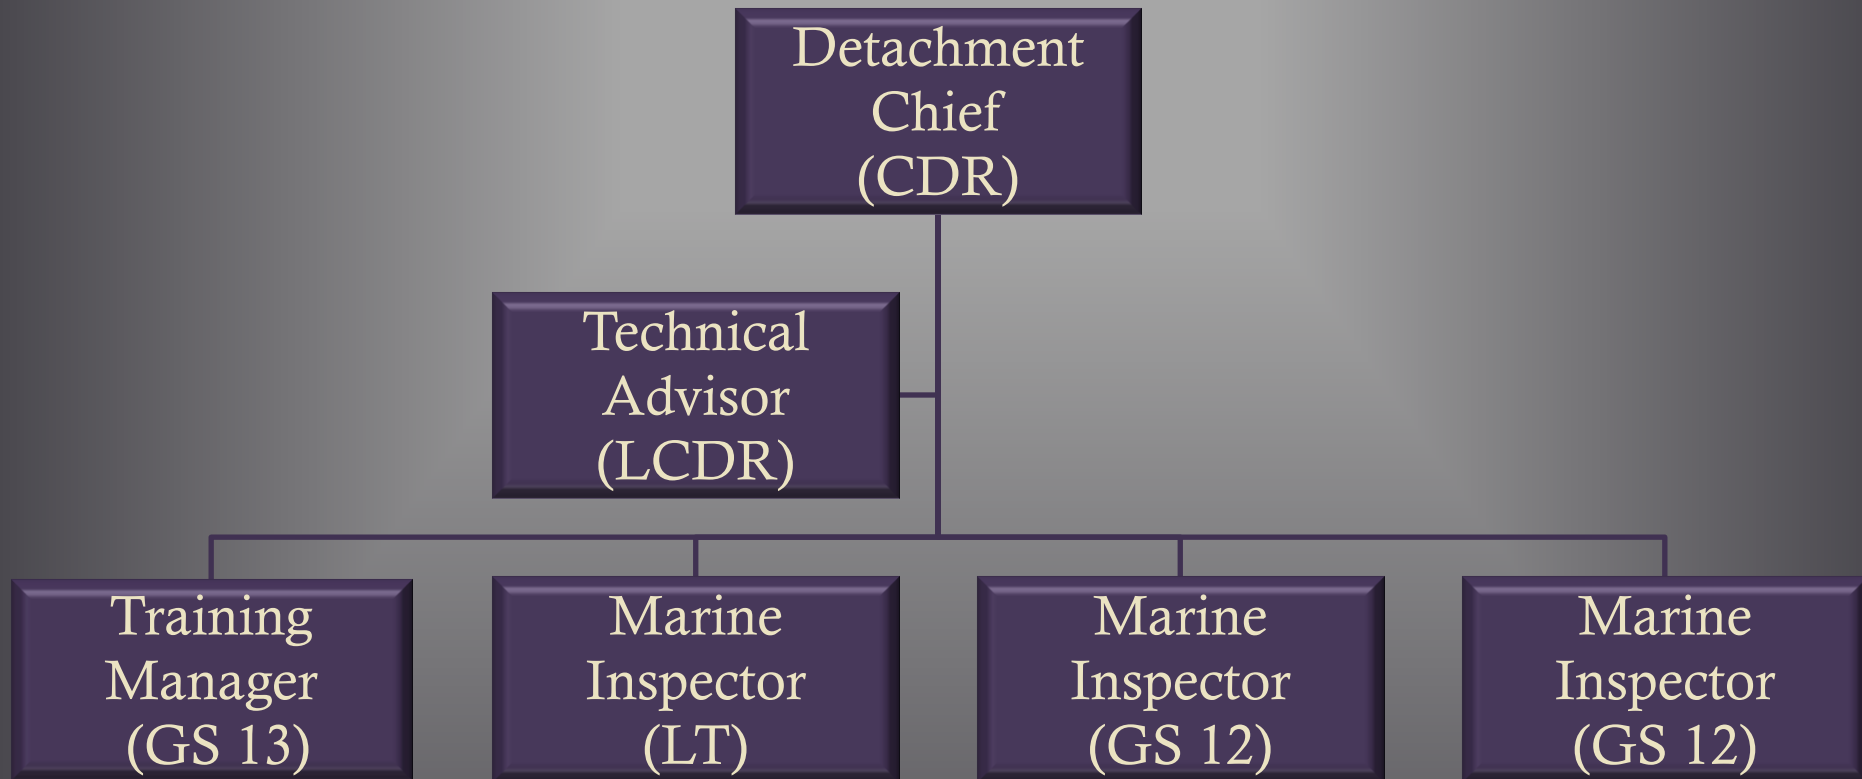 Detachment
Chief
(CDR)
Technical
Advisor
(LCDR)
Training
Manager
(GS 13)
Marine
Inspector
(LT)
Marine
Inspector
(GS 12)
Marine
Inspector
(GS 12)